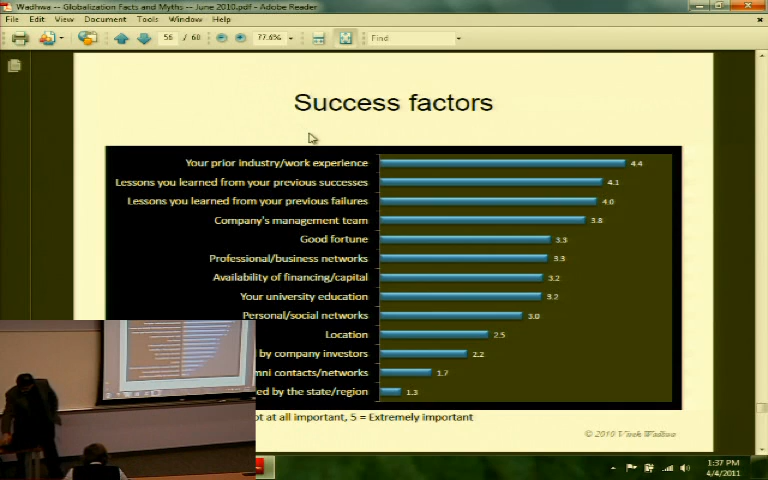 Wadhwa -- Globalization Facts and Myths -- June 2010.pdf - Adobe Reader
File Edit View Document Tools Window Help
56 / 60 77.6% Find
Success factors
Your prior industry/work experience 4.4
Lessons you learned from your previous successes 4.1
Lessons you learned from your previous failures 4.0
Company's management team 3.8
Good fortune 3.3
Professional/business networks 3.3
Availability of financing/capital 3.2
Your university education 3.2
Personal/social networks 3.0
Location 2.5
by company investors 2.2
contacts/networks 1.7
by the state/region 1.3
at all important, 5 = Extremely important
© 2010 Vivek Wadhwa
1:37 PM
4/4/2011